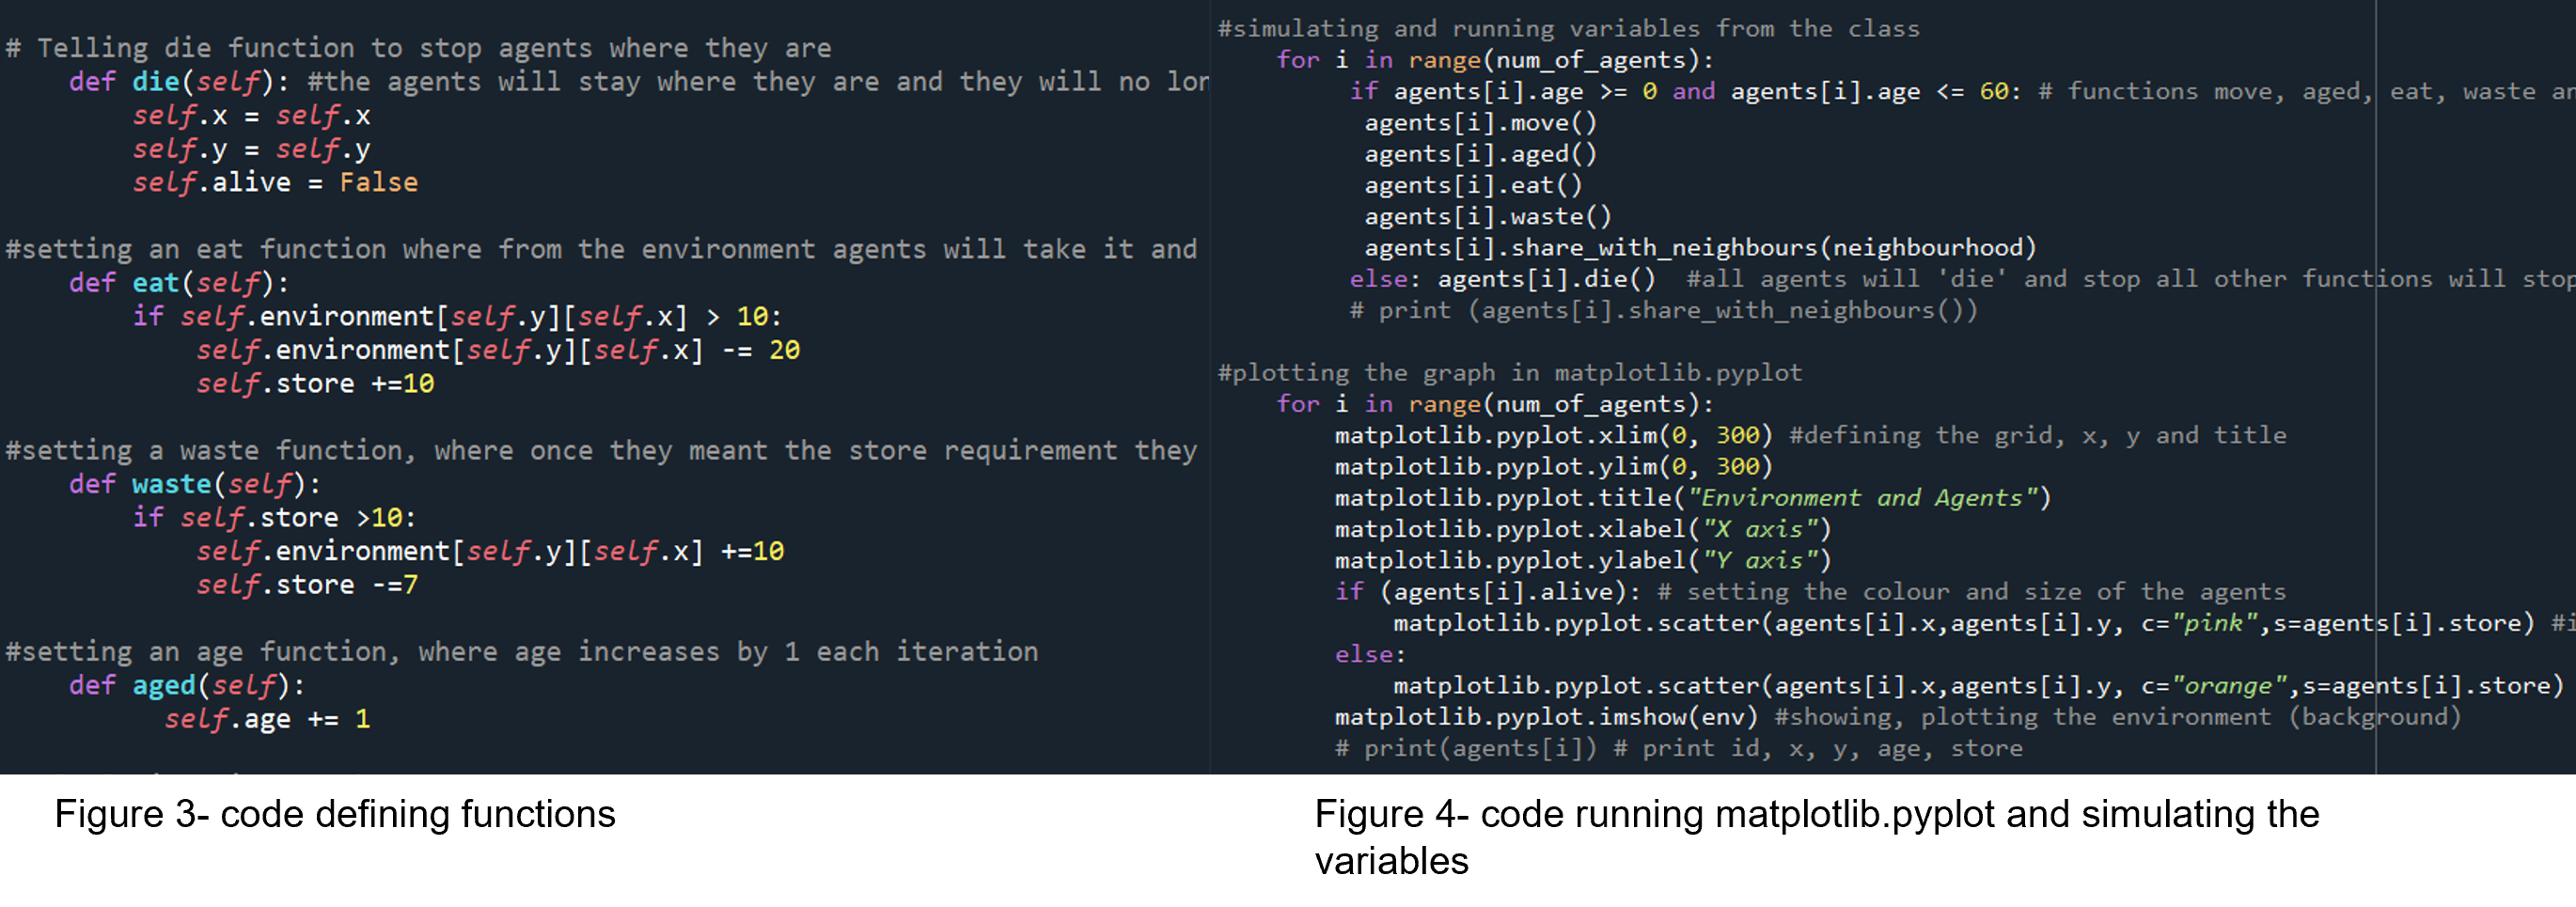 # Telling die function to stop agents where they are
def die(self): #the agents will stay where they are and they will no
self.x = self.x
self.y = self.y
self.alive = False
#setting an eat function where from the environment agents will take it and
def eat(self):
if self.environment[self.y][self.x] > 10:
self.environment[self.y][self.x] -= 20
self.store +=10
#setting a waste function, where once they meant the store requirement they
def waste(self):
if self.store >10:
self.environment[self.y][self.x] +=10
self.store -=7
#setting an age function, where age increases by 1 each iteration
def aged(self):
self.age += 1
Figure 3- code defining functions
#simulating and running variables from the class
for i in range(num_of_agents):
if agents[i].age >= 0 and agents[i].age <= 60: # functions move, aged, eat, waste
agents[i].move()
agents[i].aged()
agents[i].eat()
agents[i].waste()
agents[i].share_with_neighbours(neighbourhood)
else: agents[i].die()  #all agents will 'die' and stop all other functions will stop
# print (agents[i].share_with_neighbours())
#plotting the graph in matplotlib.pyplot
for i in range(num_of_agents):
matplotlib.pyplot.xlim(0, 300) #defining the grid, x, y and title
matplotlib.pyplot.ylim(0, 300)
matplotlib.pyplot.title("Environment and Agents")
matplotlib.pyplot.xlabel("X axis")
matplotlib.pyplot.ylabel("Y axis")
if (agents[i].alive): # setting the colour and size of the agents
matplotlib.pyplot.scatter(agents[i].x,agents[i].y, c="pink",s=agents[i].store)
else:
matplotlib.pyplot.scatter(agents[i].x,agents[i].y, c="orange",s=agents[i].store)
matplotlib.pyplot.imshow(env) #showing, plotting the environment (background)
# print(agents[i]) # print id, x, y, age, store
Figure 4- code running matplotlib.pyplot and simulating the
variables